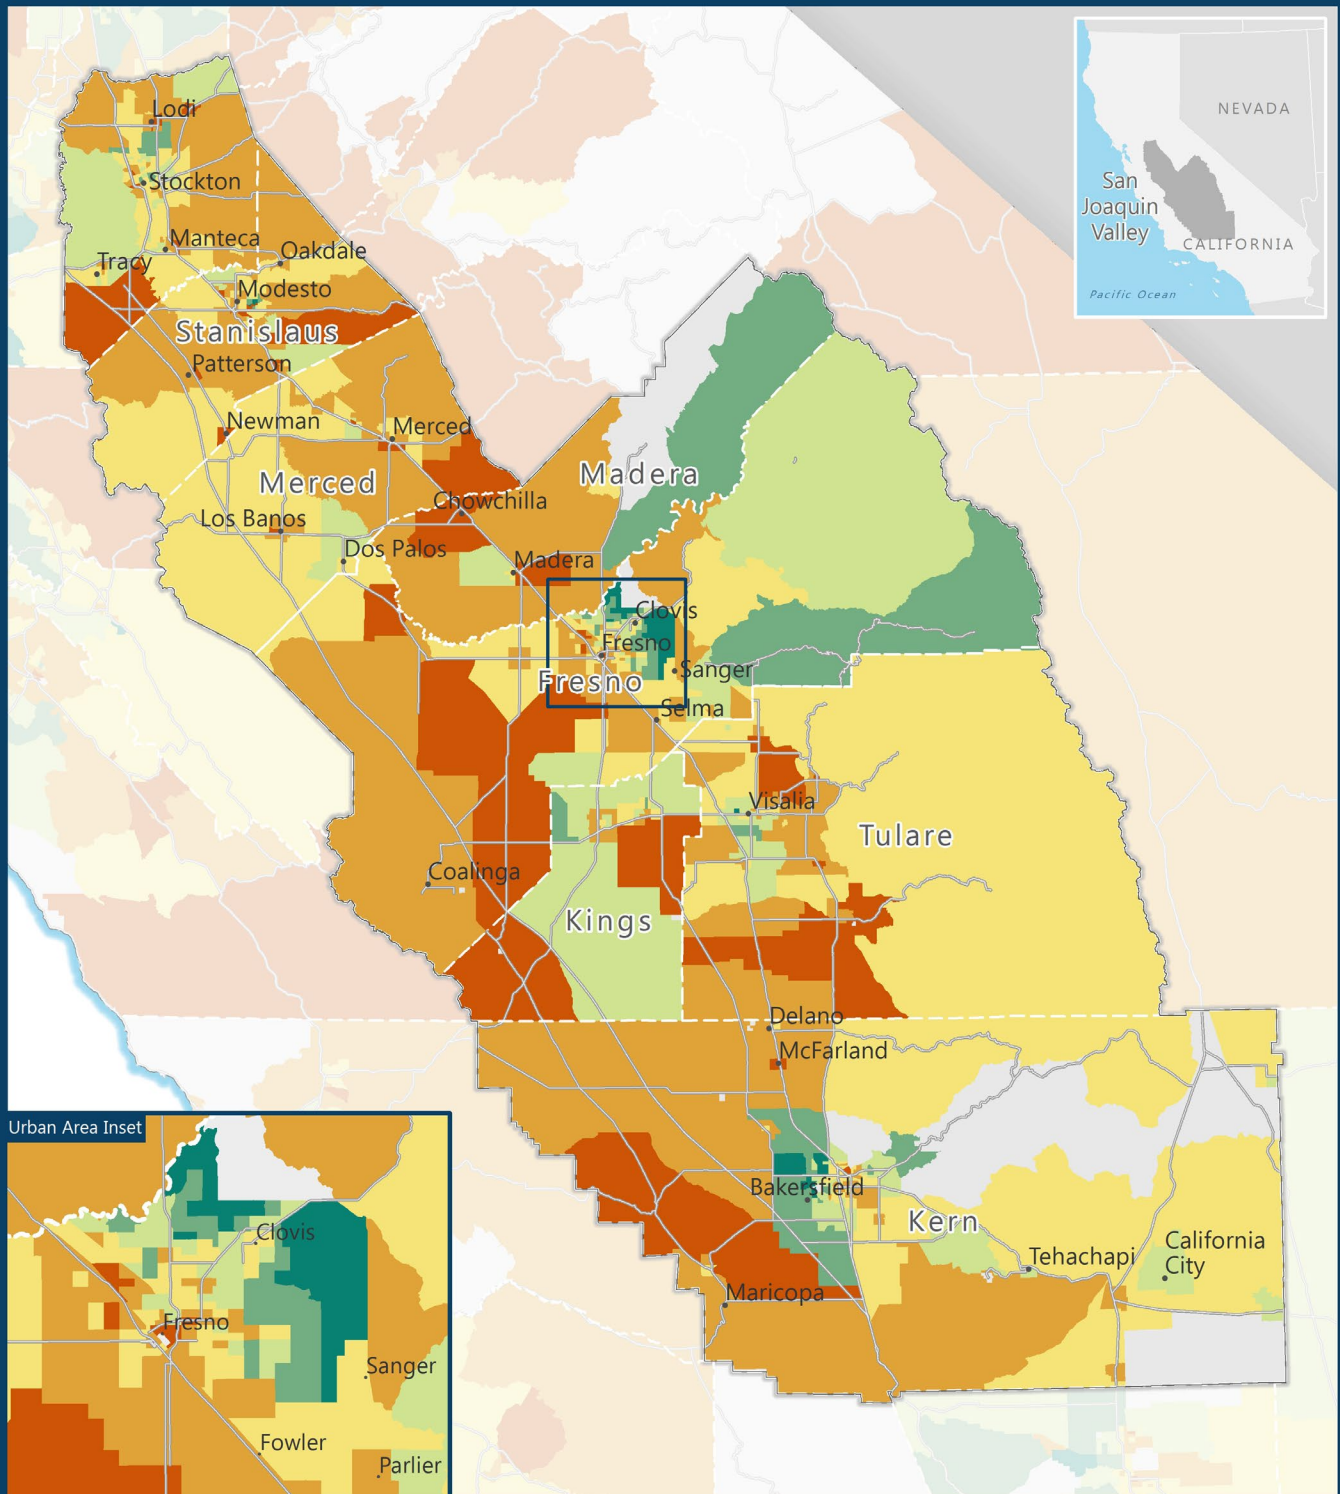 NEVADA
San
Joaquin
Valley
CALIFORNIA
Pacific Ocean
Lodi
Stockton
Manteca
Oakdale
Tracy
Modesto
Stanislaus
Patterson
Newman
Merced
Merced
Madera
Chowchilla
Los Banos
Dos Palos
Madera
Clovis
Fresno
Sanger
Fresno
Selma
Visalia
Tulare
Coalinga
Kings
Delano
McFarland
Bakersfield
Kern
Tehachapi
California
City
Maricopa
Urban Area Inset
Clovis
Fresno
Sanger
Fowler
Parlier